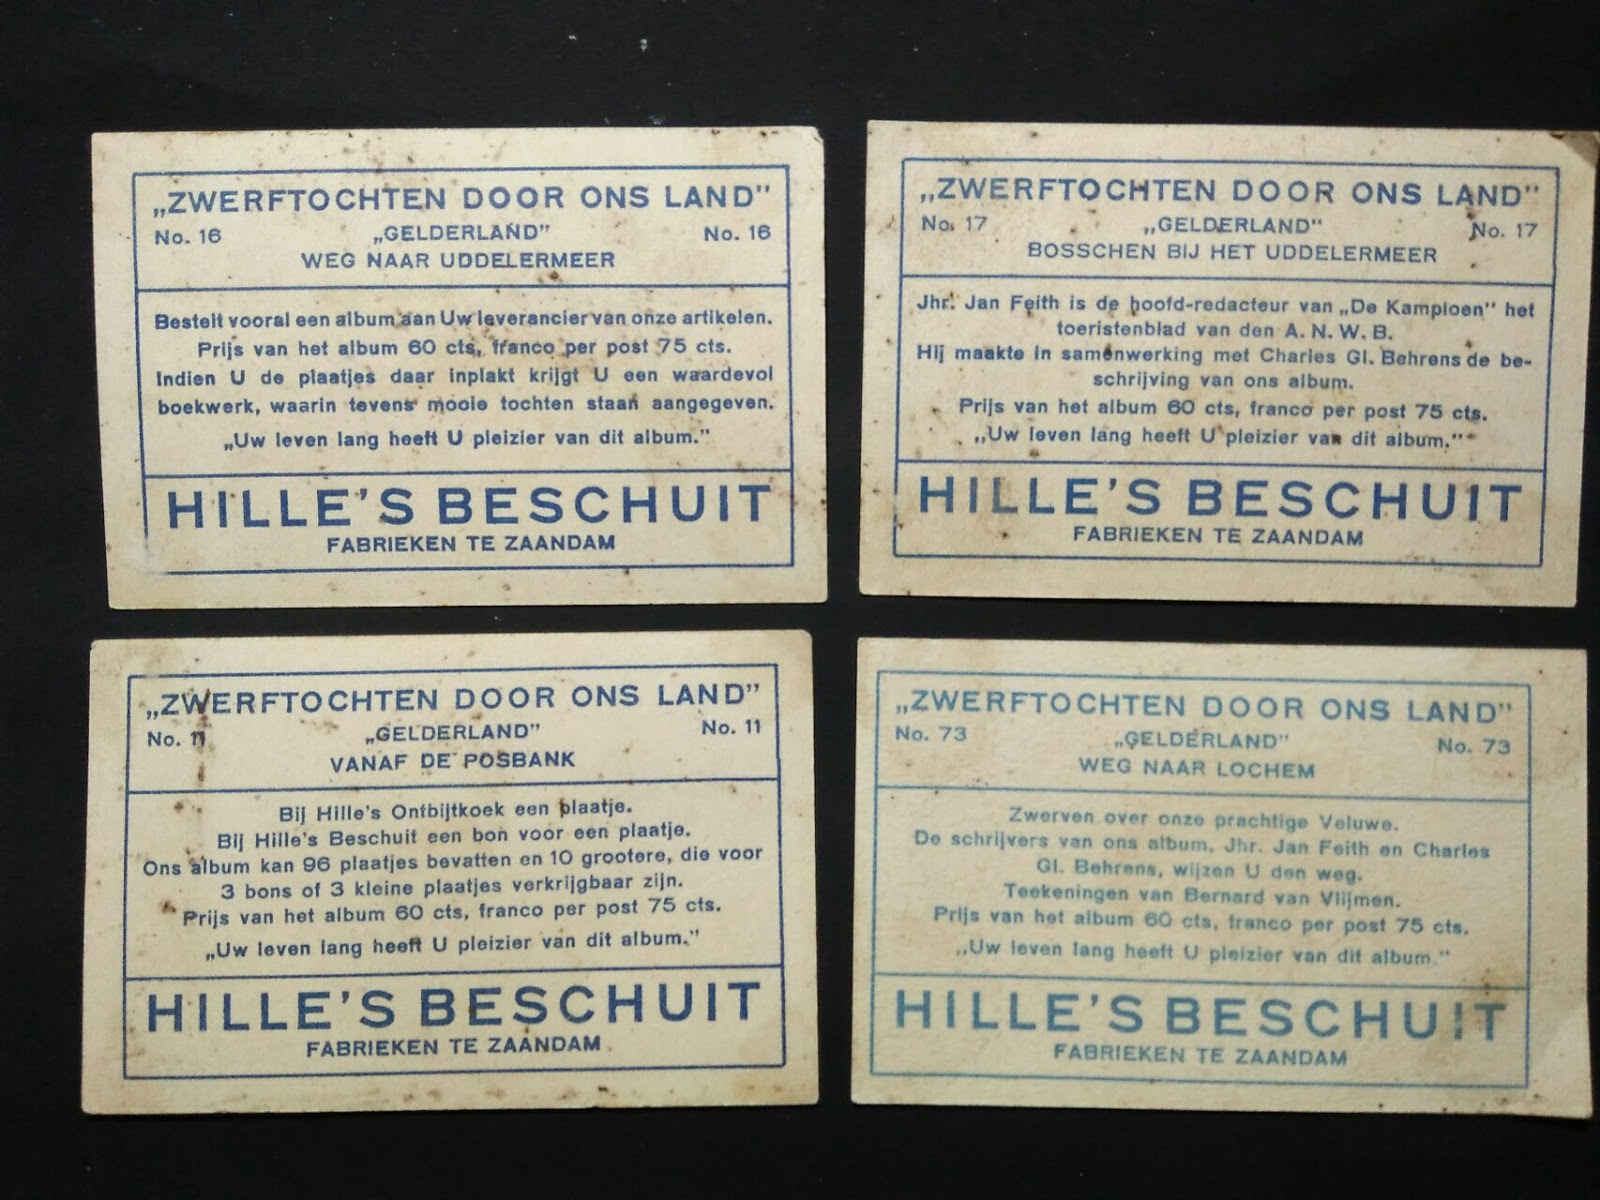 „ZWERFTOCHTEN DOOR ONS LAND”
No. 16 „GELDERLAND” No. 16
WEG NAAR UDDELERMEER
Bestelt vooral een album aan Uw leverancier van onze artikelen.
Prijs van het album 60 cts, franco per post 75 cts.
Indien U de plaatjes daar inplakt krijgt U een waardevol
boekwerk, waarin tevens mooie tochten staan aangegeven.
„Uw leven lang heeft U pleizier van dit album.”
HILLE'S BESCHUIT
FABRIEKEN TE ZAANDAM
„ZWERFTOCHTEN DOOR ONS LAND”
No. 17 „GELDERLAND” No. 17
BOSSCHEN BIJ HET UDDELERMEER
Jhr. Jan Feith is de hoofd-redacteur van „De Kampioen” het
toeristenblad van den A. N. W. B.
Hij maakte in samenwerking met Charles Gl. Behrens de be-
schrijving van ons album.
Prijs van het album 60 cts, franco per post 75 cts.
„Uw leven lang heeft U pleizier van dit album.”
HILLE'S BESCHUIT
FABRIEKEN TE ZAANDAM
„ZWERFTOCHTEN DOOR ONS LAND”
No. 11 „GELDERLAND” No. 11
VANAF DE POSBANK
Bij Hille's Ontbijtkoek een plaatje.
Bij Hille's Beschuit een bon voor een plaatje.
Ons album kan 96 plaatjes bevatten en 10 grootere, die voor
3 bons of 3 kleine plaatjes verkrijgbaar zijn.
Prijs van het album 60 cts, franco per post 75 cts.
„Uw leven lang heeft U pleizier van dit album.”
HILLE'S BESCHUIT
FABRIEKEN TE ZAANDAM
„ZWERFTOCHTEN DOOR ONS LAND”
No. 73 „GELDERLAND” No. 73
WEG NAAR LOCHEM
Zwerven over onze prachtige Veluwe.
De schrijvers van ons album, Jhr. Jan Feith en Charles
Gl. Behrens, wijzen U den weg.
Teekeningen van Bernard van Vlijmen.
Prijs van het album 60 cts, franco per post 75 cts.
„Uw leven lang heeft U pleizier van dit album.”
HILLE'S BESCHUIT
FABRIEKEN TE ZAANDAM